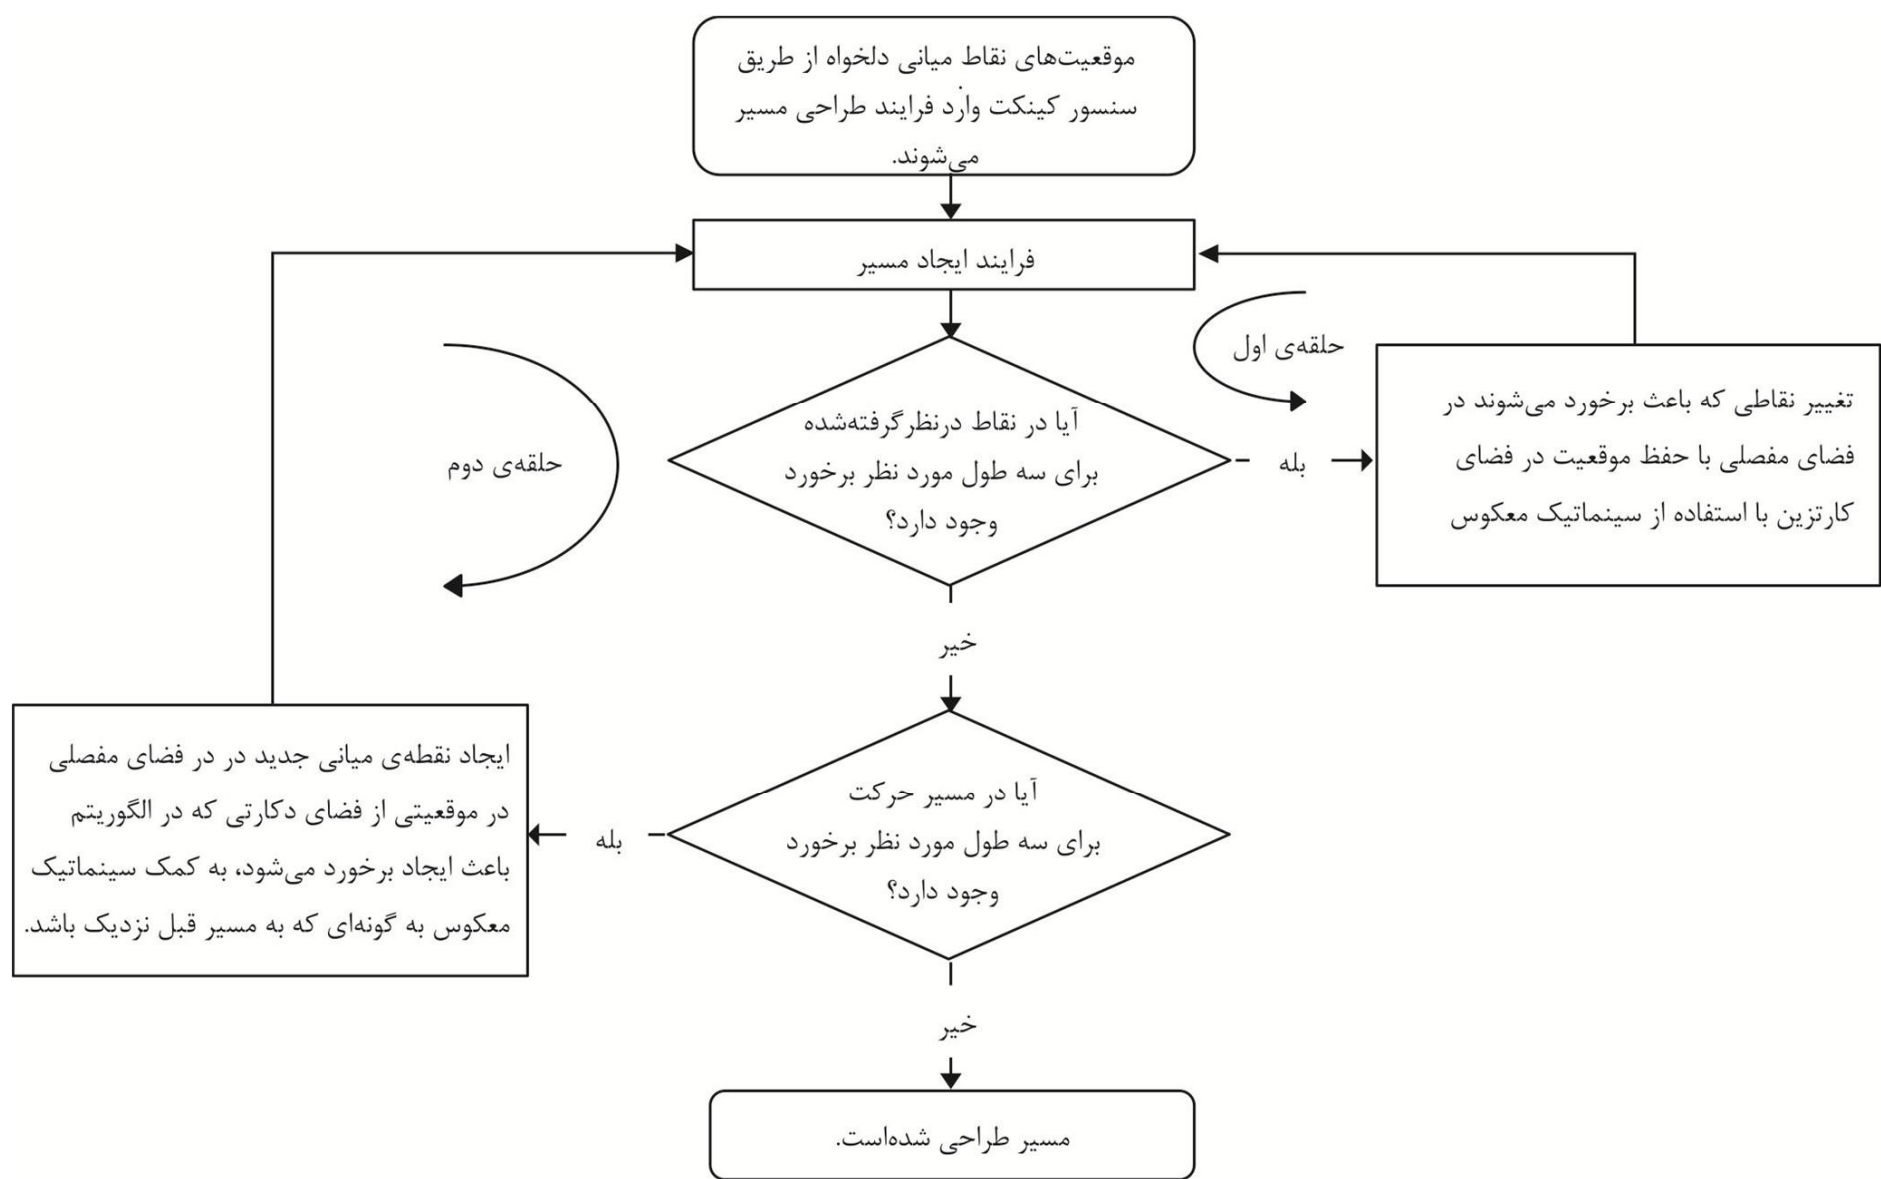 موقعیت‌های نقاط میانی دلخواه از طریق
سنسور کینکت وارد فرایند طراحی مسیر
می‌شوند.
فرایند ایجاد مسیر
حلقه‌ی اول
آیا در نقاط درنظرگرفته‌شده
برای سه طول مورد نظر برخورد
وجود دارد؟
بله
تغییر نقاطی که باعث برخورد می‌شوند در
فضای مفصلی با حفظ موقعیت در فضای
کارتزین با استفاده از سینماتیک معکوس
حلقه‌ی دوم
خیر
آیا در مسیر حرکت
برای سه طول مورد نظر برخورد
وجود دارد؟
بله
ایجاد نقطه‌ی میانی جدید در در فضای مفصلی
در موقعیتی از فضای دکارتی که در الگوریتم
باعث ایجاد برخورد می‌شود، به کمک سینماتیک
معکوس به گونه‌ای که به مسیر قبل نزدیک باشد.
خیر
مسیر طراحی شده‌است.